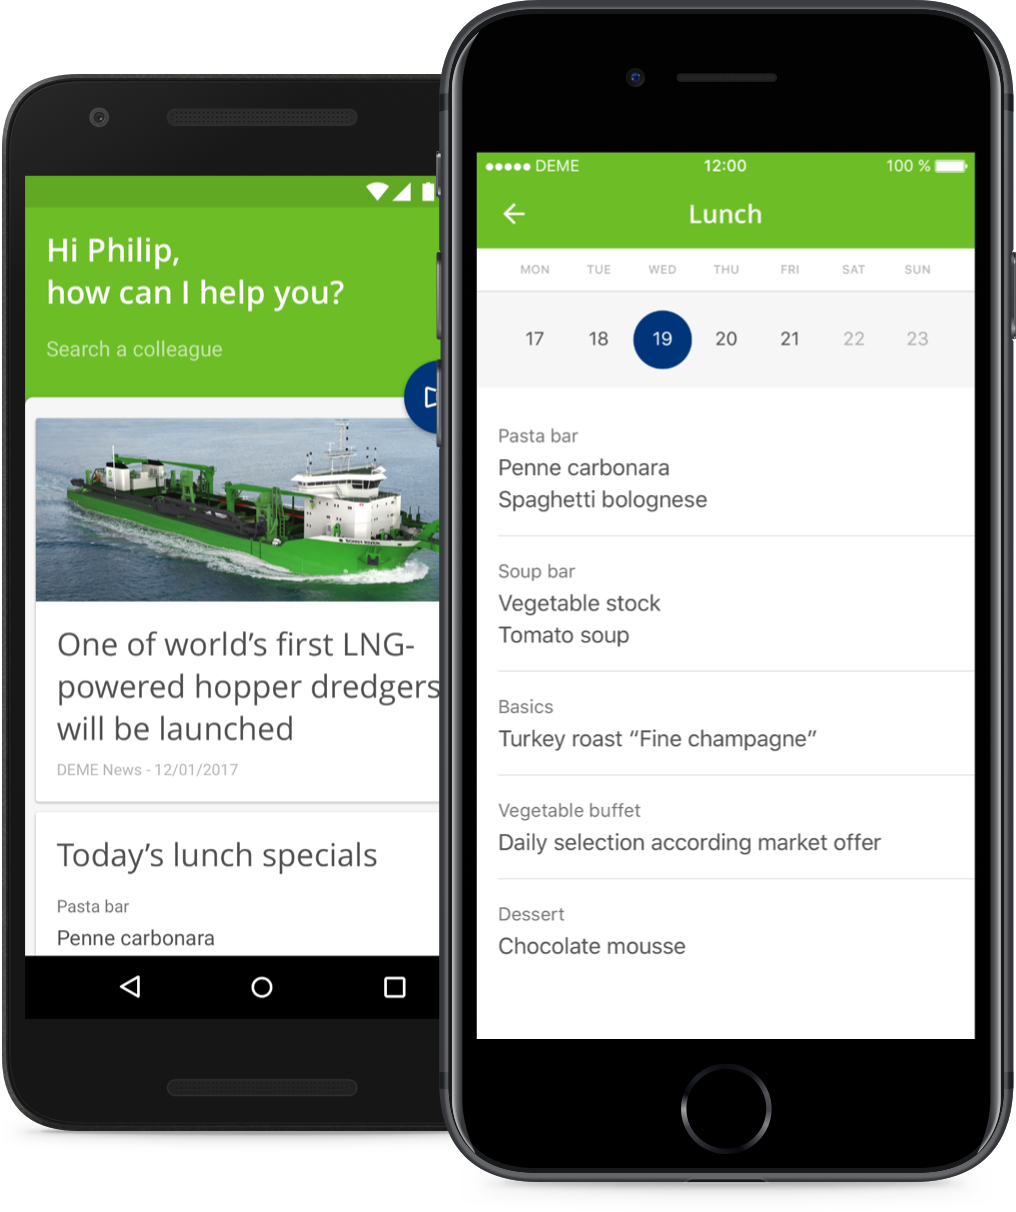 Hi Philip,
how can I help you?
Search a colleague
One of world’s first LNG-
powered hopper dredgers
will be launched
DEME News - 12/01/2017
Today’s lunch specials
Pasta bar
Penne carbonara
DEME 12:00 100 %
Lunch
MON TUE WED THU FRI SAT SUN
17 18 19 20 21 22 23
Pasta bar
Penne carbonara
Spaghetti bolognese
Soup bar
Vegetable stock
Tomato soup
Basics
Turkey roast “Fine champagne”
Vegetable buffet
Daily selection according market offer
Dessert
Chocolate mousse